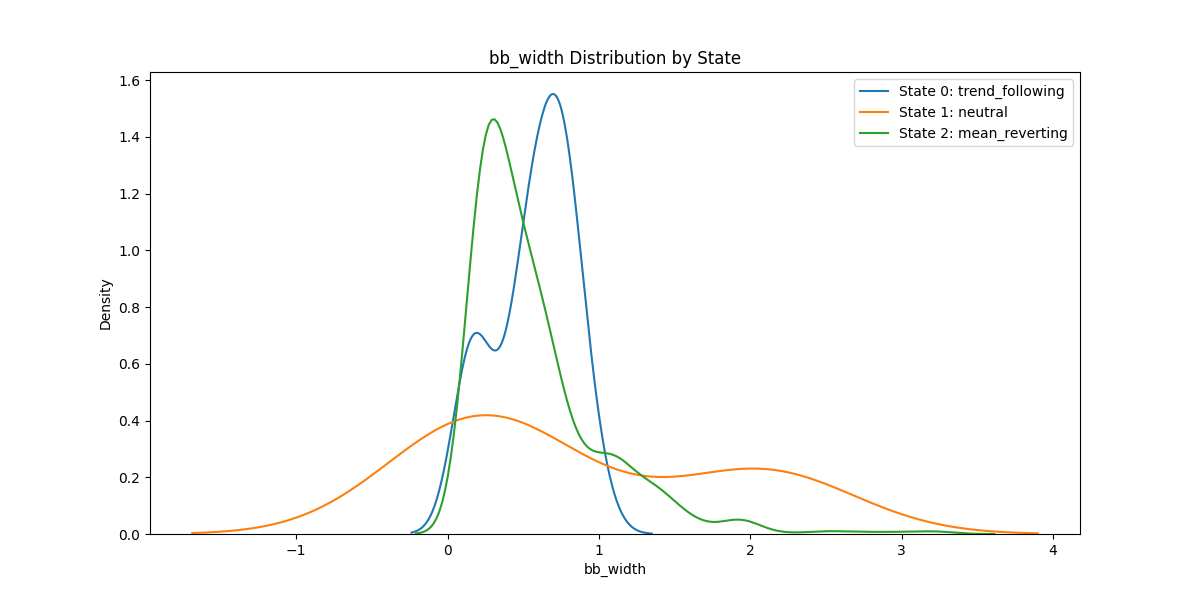 bb_width Distribution by State
State 0: trend_following
State 1: neutral
State 2: mean_reverting
Density
1.6
1.4
1.2
1.0
0.8
0.6
0.4
0.2
0.0
−1
0
1
2
3
4
bb_width